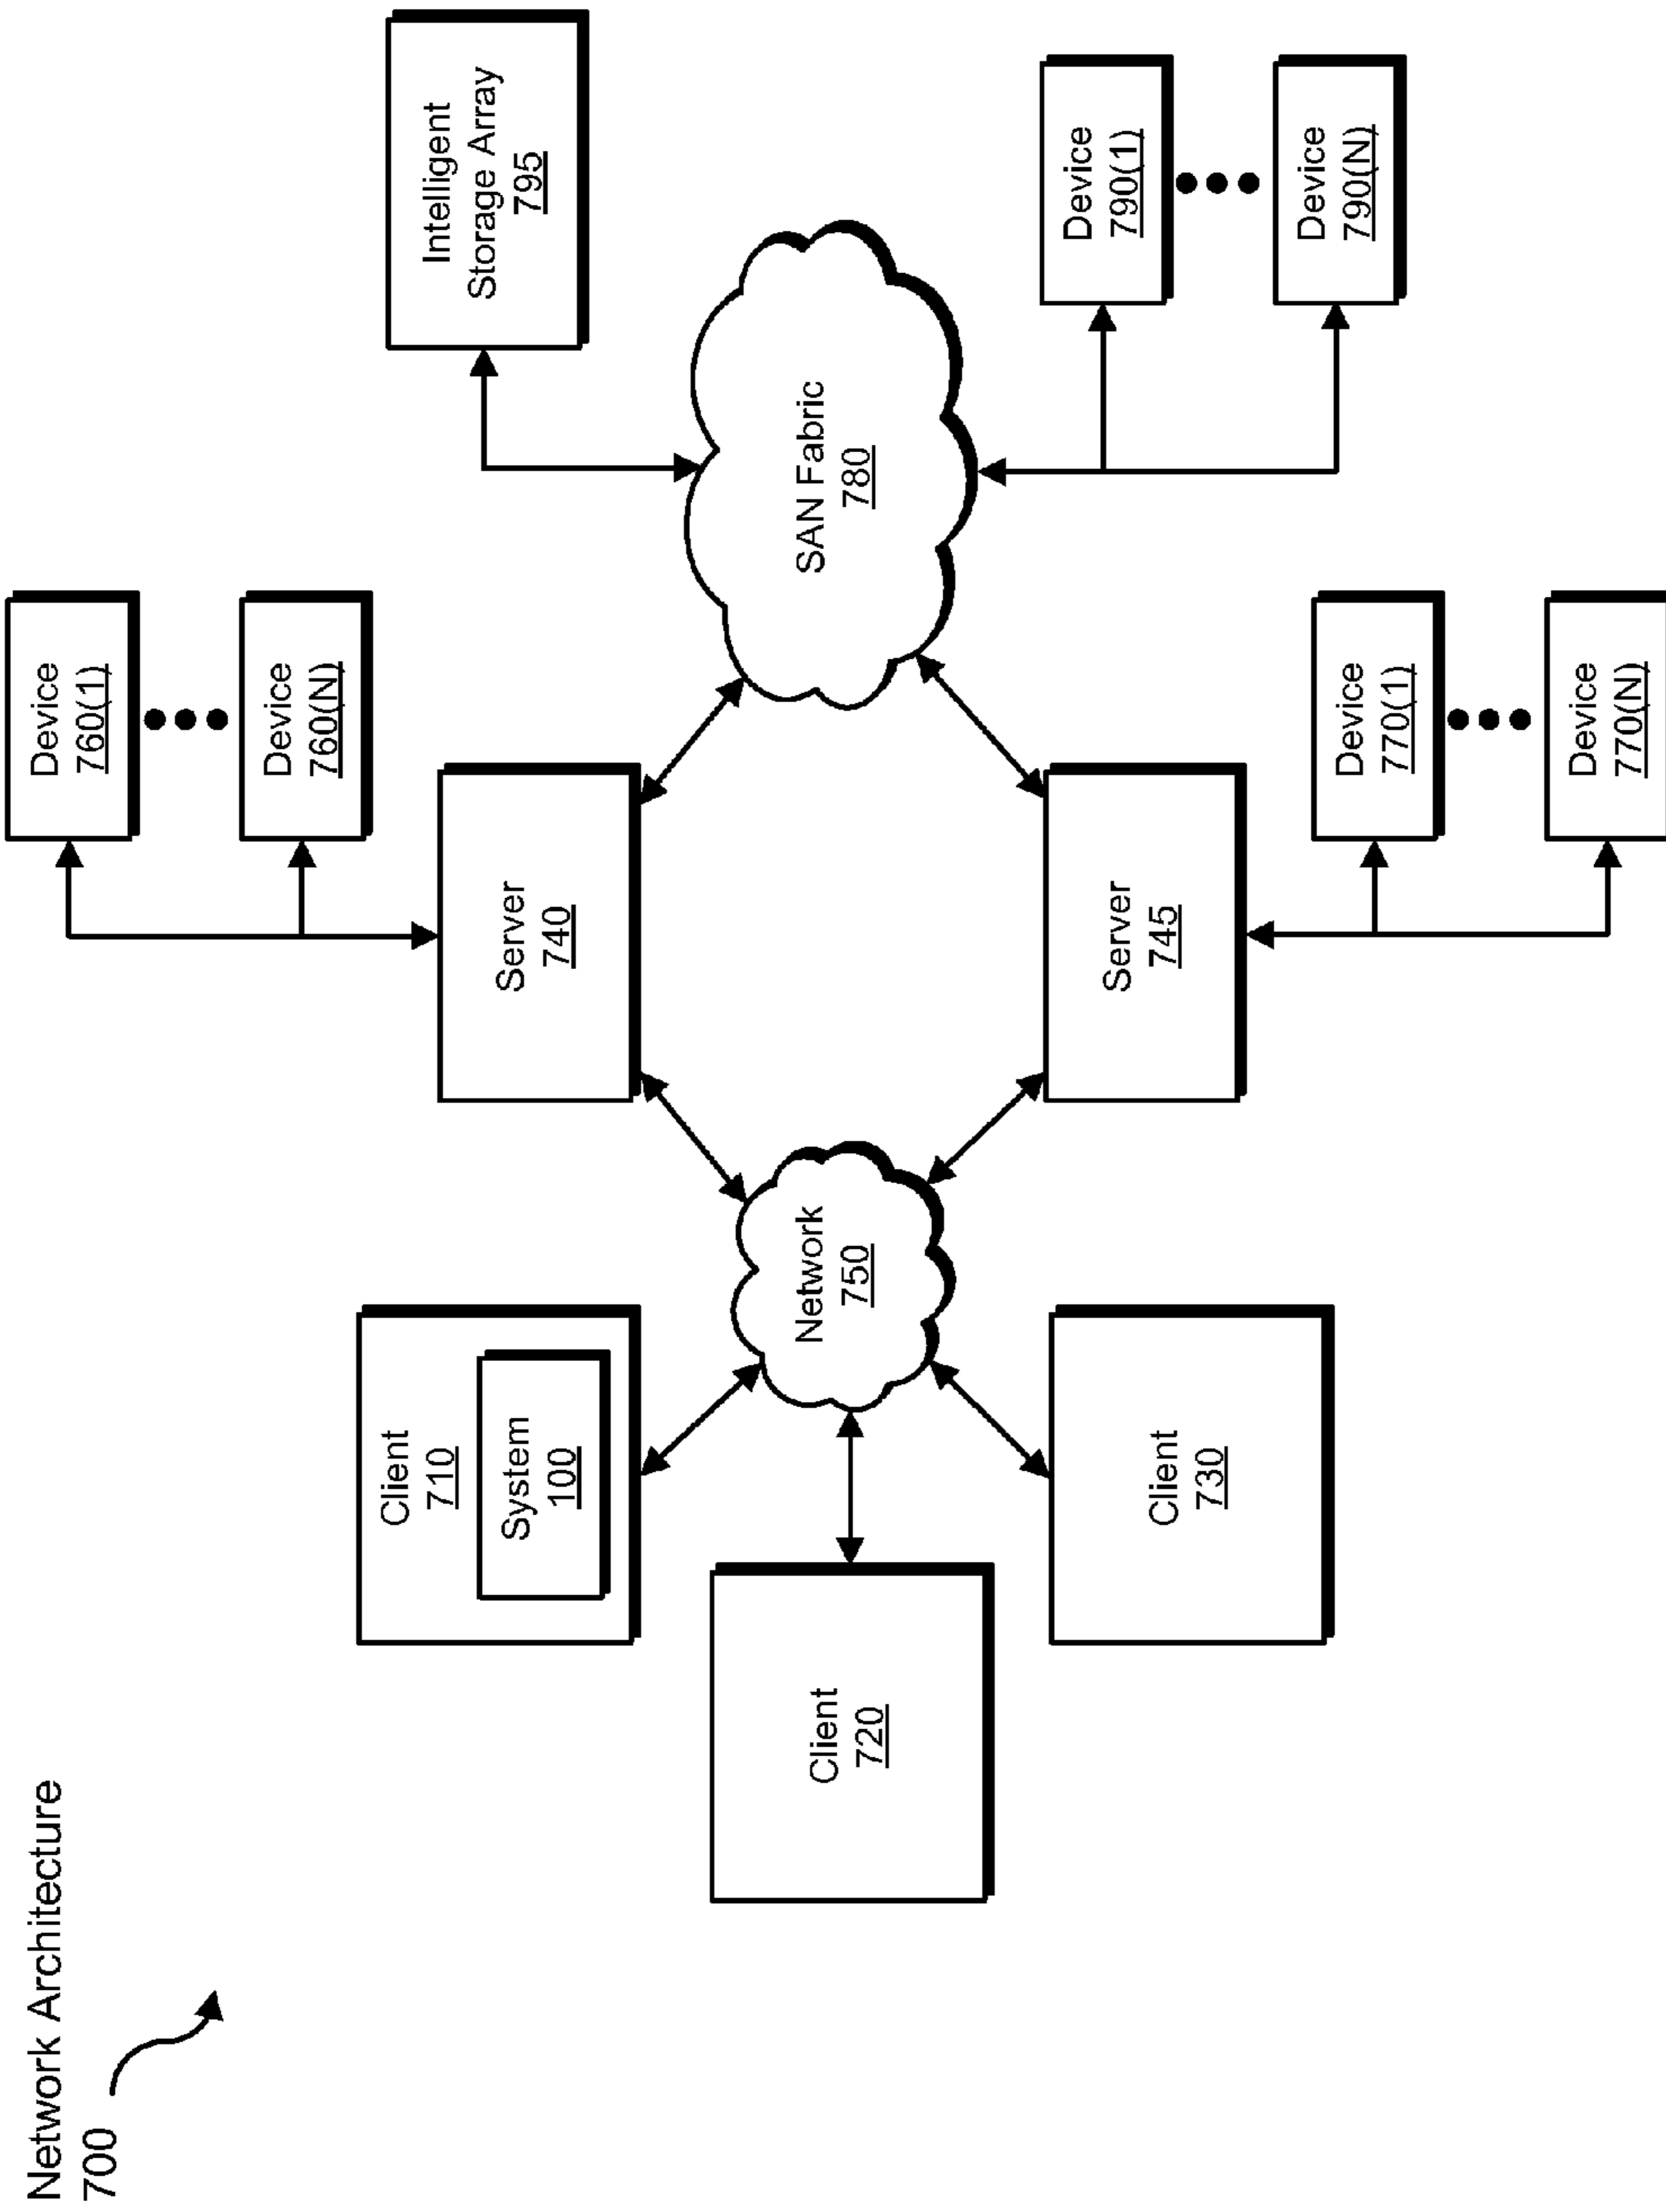 Network Architecture
700
Client
710
System
100
Client
720
Client
730
Network
750
Server
740
Server
745
Device
760(1)
Device
760(N)
Device
770(1)
Device
770(N)
SAN Fabric
780
Intelligent
Storage Array
795
Device
790(1)
Device
790(N)